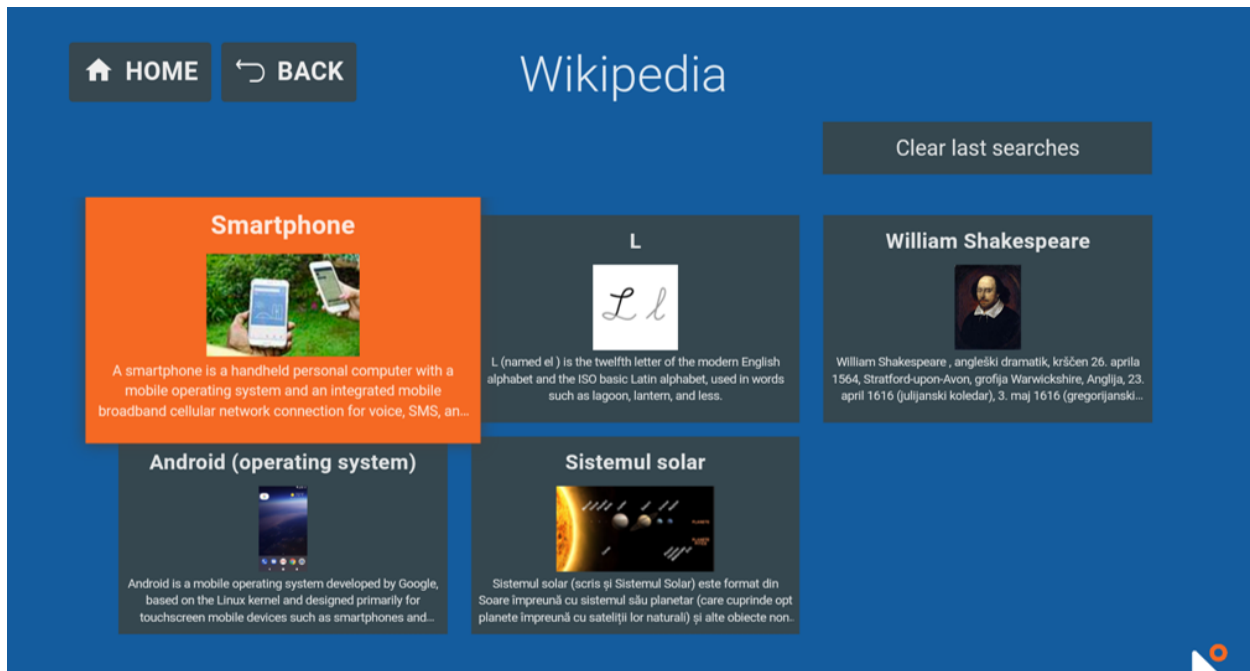 HOME
BACK
Wikipedia
Clear last searches
Smartphone
A smartphone is a handheld personal computer with a
mobile operating system and an integrated mobile
broadband cellular network connection for voice, SMS, an...
L
L l
L (named el ) is the twelfth letter of the modern English
alphabet and the ISO basic Latin alphabet, used in words
such as lagoon, lantern, and less.
William Shakespeare
William Shakespeare , angleški dramatik, krščen 26. aprila
1564, Stratford-upon-Avon, grofija Warwickshire, Anglija, 23.
april 1616 (julijanski koledar), 3. maj 1616 (gregorijanski...
Android (operating system)
Android is a mobile operating system developed by Google,
based on the Linux kernel and designed primarily for
touchscreen mobile devices such as smartphones and...
Sistemul solar
Sistemul solar (scris și Sistemul Solar) este format din
Soare împreună cu sistemul său planetar (care cuprinde opt
planete împreună cu sateliții lor naturali) și alte obiecte non..